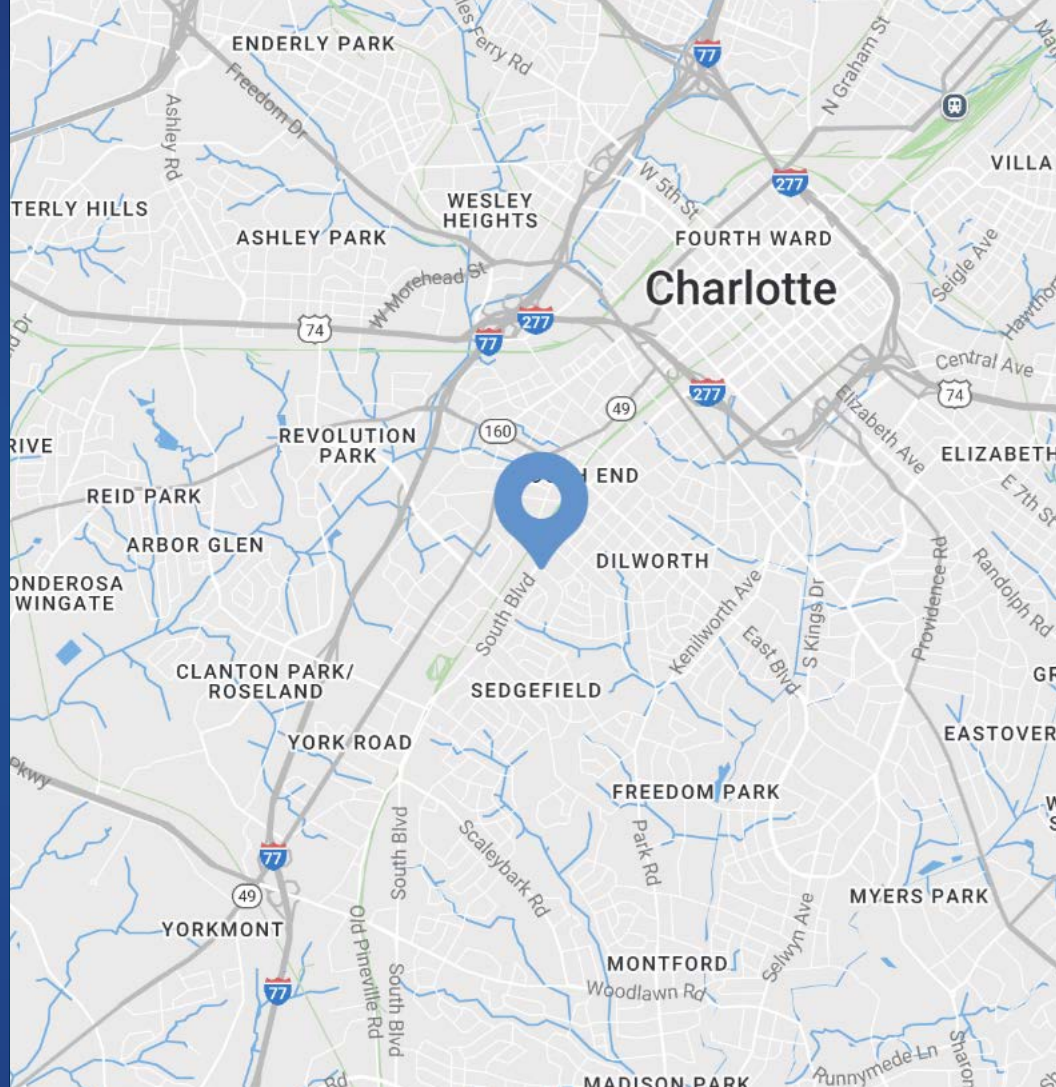 ENDERLY PARK
Ferry Rd
77
N Graham St
Freedom Dr
Ashley Rd
VILLA
277
W 5th St
TERLY HILLS
WESLEY
HEIGHTS
ASHLEY PARK
FOURTH WARD
Seigle Ave
W Morehead St
Charlotte
74
277
77
Central Ave
277
74
49
Elizabeth Ave
160
REVOLUTION
PARK
RIVE
ELIZABETH
END
E 7th St
REID PARK
ARBOR GLEN
DILWORTH
ONDEROSA
WINGATE
South Blvd
Kenilworth Ave
East Blvd
S Kings Dr
Providence Rd
Randolph Rd
CLANTON PARK/
ROSELAND
SEDGEFIELD
GR
YORK ROAD
EASTOVER
Pkwy
FREEDOM PARK
South Blvd
Scaleybark Rd
Park Rd
77
49
MYERS PARK
YORKMONT
Old Pineville Rd
Selwyn Ave
MONTFORD
77
South Blvd
Woodlawn Rd
Runnymede Ln
Rd
MADISON PARK